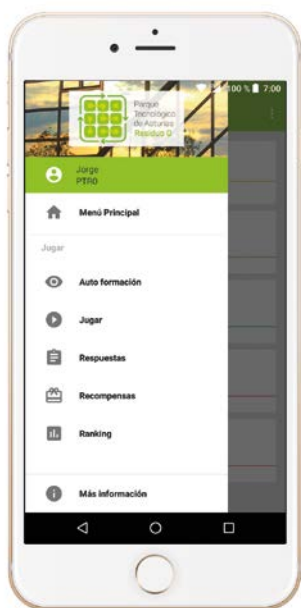 100 % 7:00
Parque
Tecnológico
de Asturias
Residuo 0
Jorge
PTR0
Menú Principal
Jugar
Auto formación
Jugar
Respuestas
Recompensas
Ranking
Más información